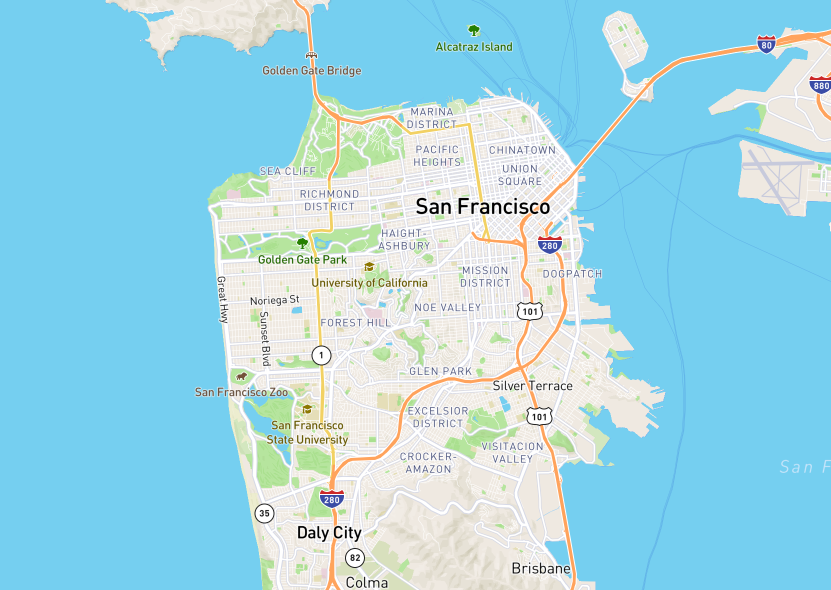 Alcatraz Island
80
Golden Gate Bridge
880
MARINA
DISTRICT
PACIFIC
HEIGHTS
CHINATOWN
UNION
SQUARE
SEA CLIFF
RICHMOND
DISTRICT
San Francisco
HAIGHT-
ASHBURY
280
Golden Gate Park
University of California
MISSION
DISTRICT
DOGPATCH
Great Hwy
Noriega St
Sunset Blvd
NOE VALLEY
101
FOREST HILL
1
GLEN PARK
San Francisco Zoo
Silver Terrace
101
San Francisco
State University
EXCELSIOR
DISTRICT
VISITACION
VALLEY
CROCKER-
AMAZON
San F
280
35
Daly City
82
Brisbane
Colma